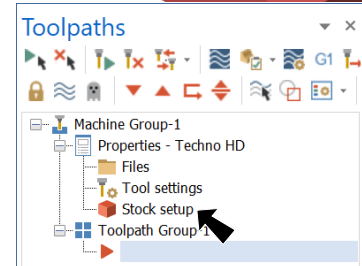 Toolpaths
G1
Machine Group-1
Properties - Techno HD
Files
Tool settings
Stock setup
Toolpath Group-1